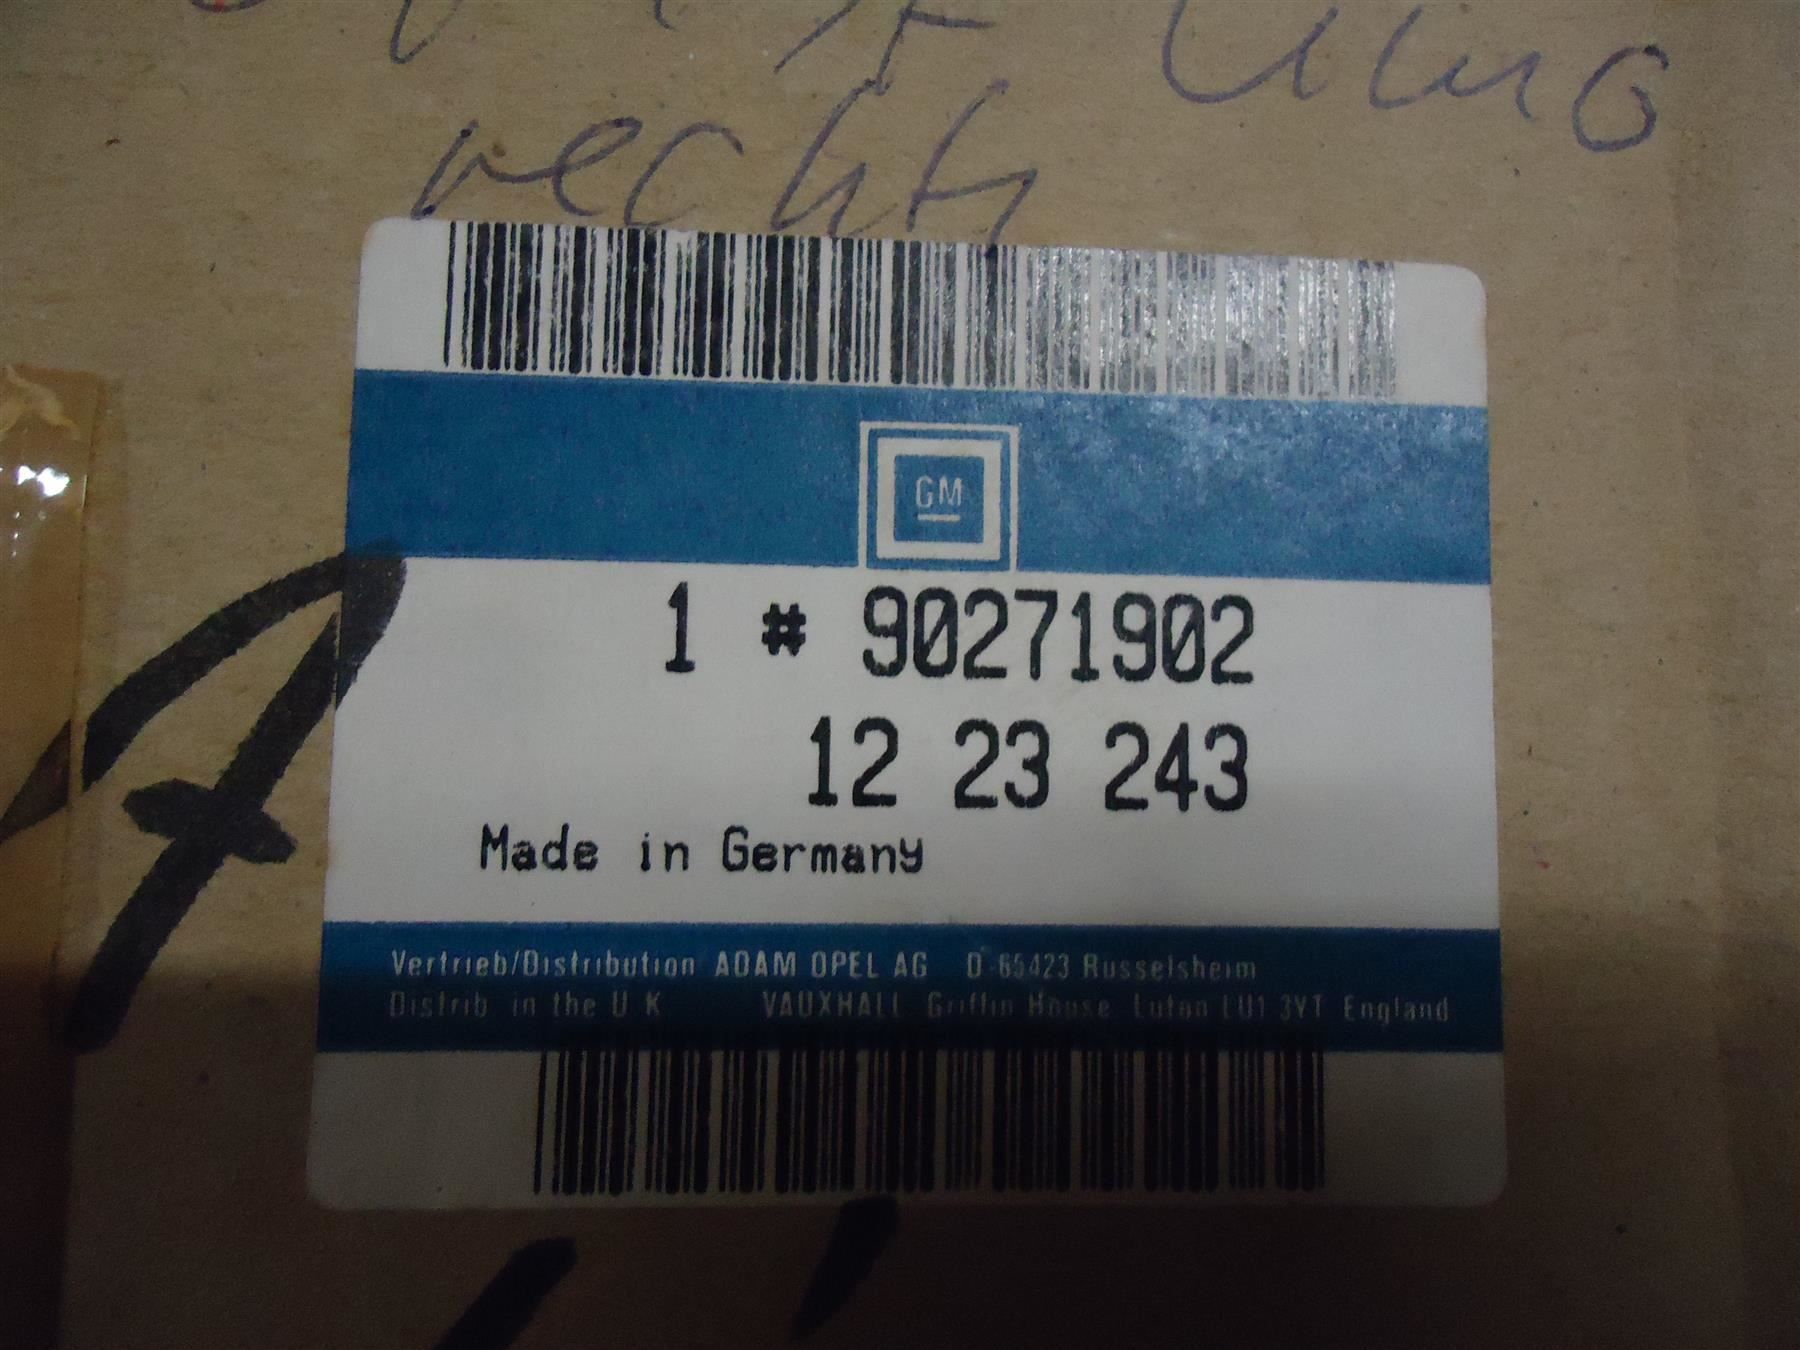 rechts
GM
1 # 90271902
12 23 243
Made in Germany
Vertrieb/Distribution ADAM OPEL AG D-65423 Russelsheim
Distrib in the U K VAUXHALL Griffin House Luton LU1 3YT England